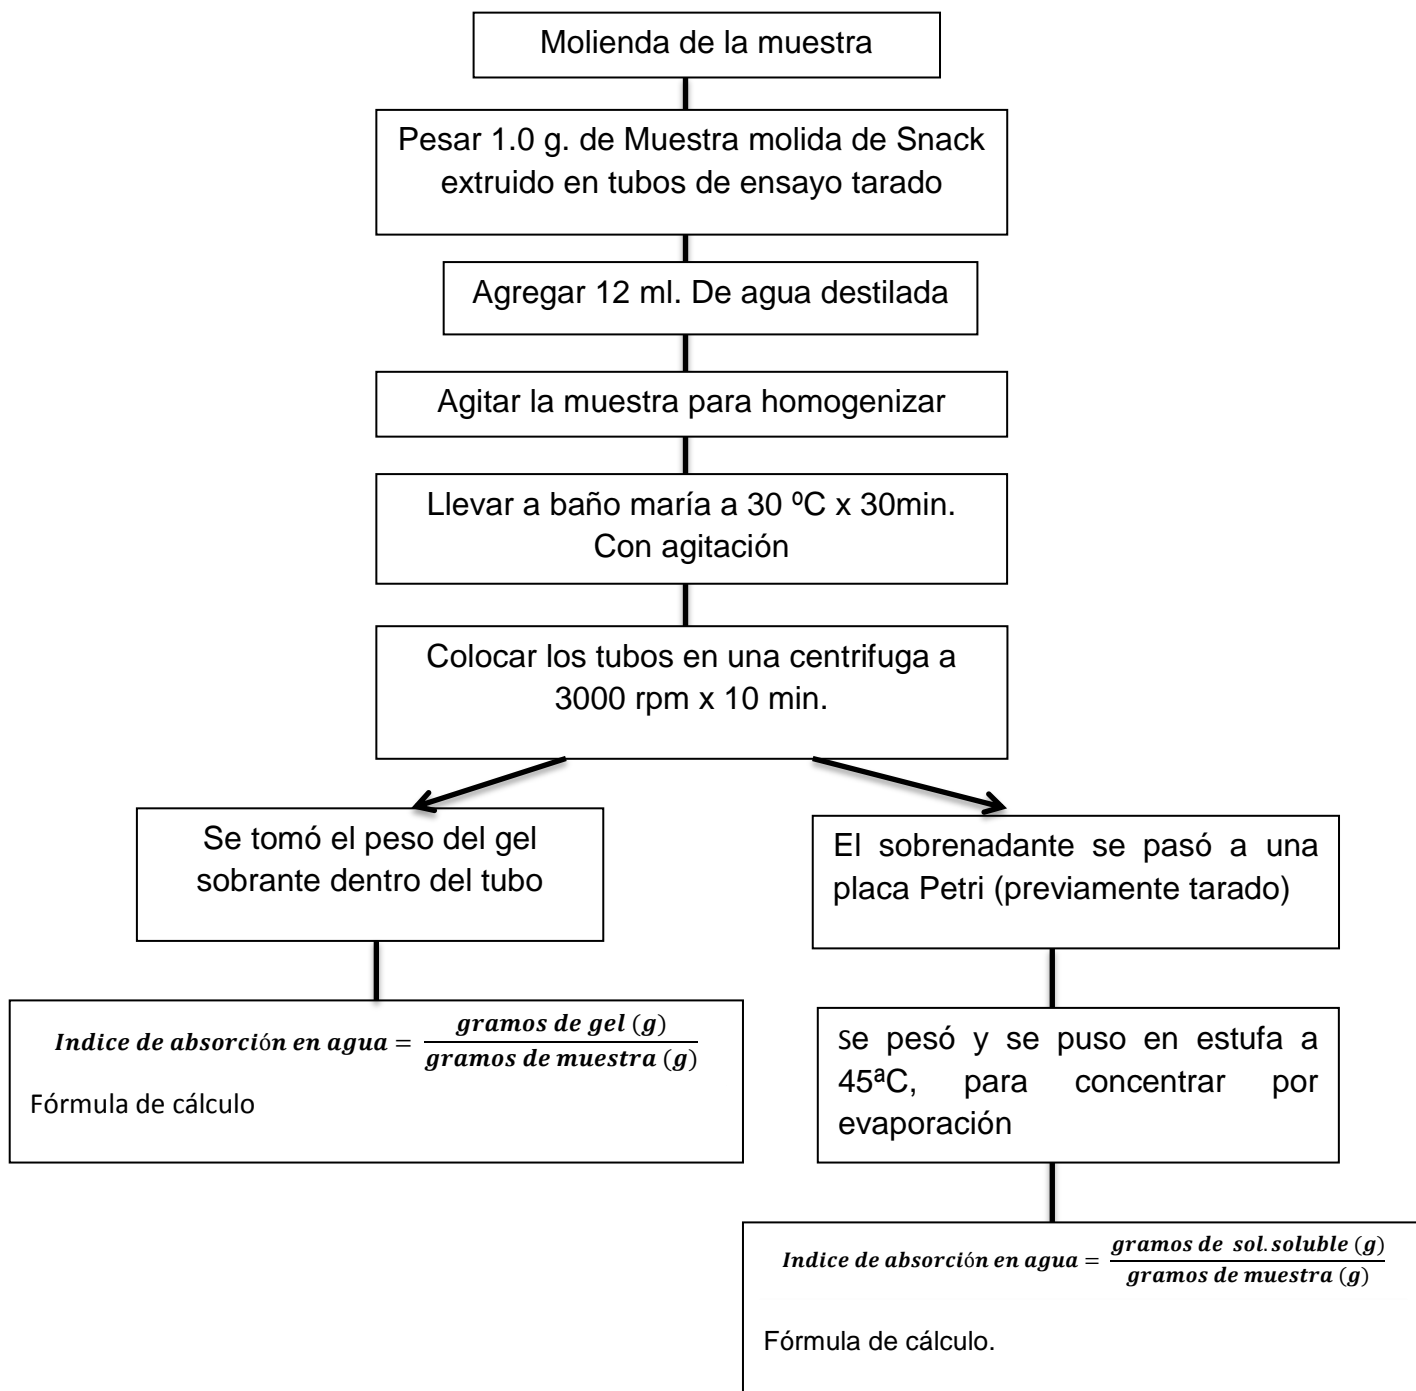 Molienda de la muestra
Pesar 1.0 g. de Muestra molida de Snack
extruido en tubos de ensayo tarado
Agregar 12 ml. De agua destilada
Agitar la muestra para homogenizar
Llevar a baño maría a 30 ºC x 30min.
Con agitación
Colocar los tubos en una centrifuga a
3000 rpm x 10 min.
Se tomó el peso del gel
sobrante dentro del tubo
Indice de absorción en agua = gramos de gel (g) / gramos de muestra (g)
Fórmula de cálculo
El sobrenadante se pasó a una
placa Petri (previamente tarado)
Se pesó y se puso en estufa a
45ªC, para concentrar por
evaporación
Indice de absorción en agua = gramos de sol.soluble (g) / gramos de muestra (g)
Fórmula de cálculo.